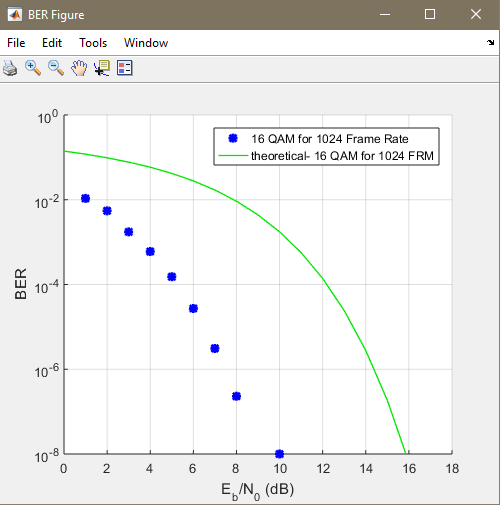 BER Figure
File Edit Tools Window
16 QAM for 1024 Frame Rate
theoretical- 16 QAM for 1024 FRM
10^0
10^-2
10^-4
10^-6
10^-8
BER
0 2 4 6 8 10 12 14 16 18
E_b/N_0 (dB)